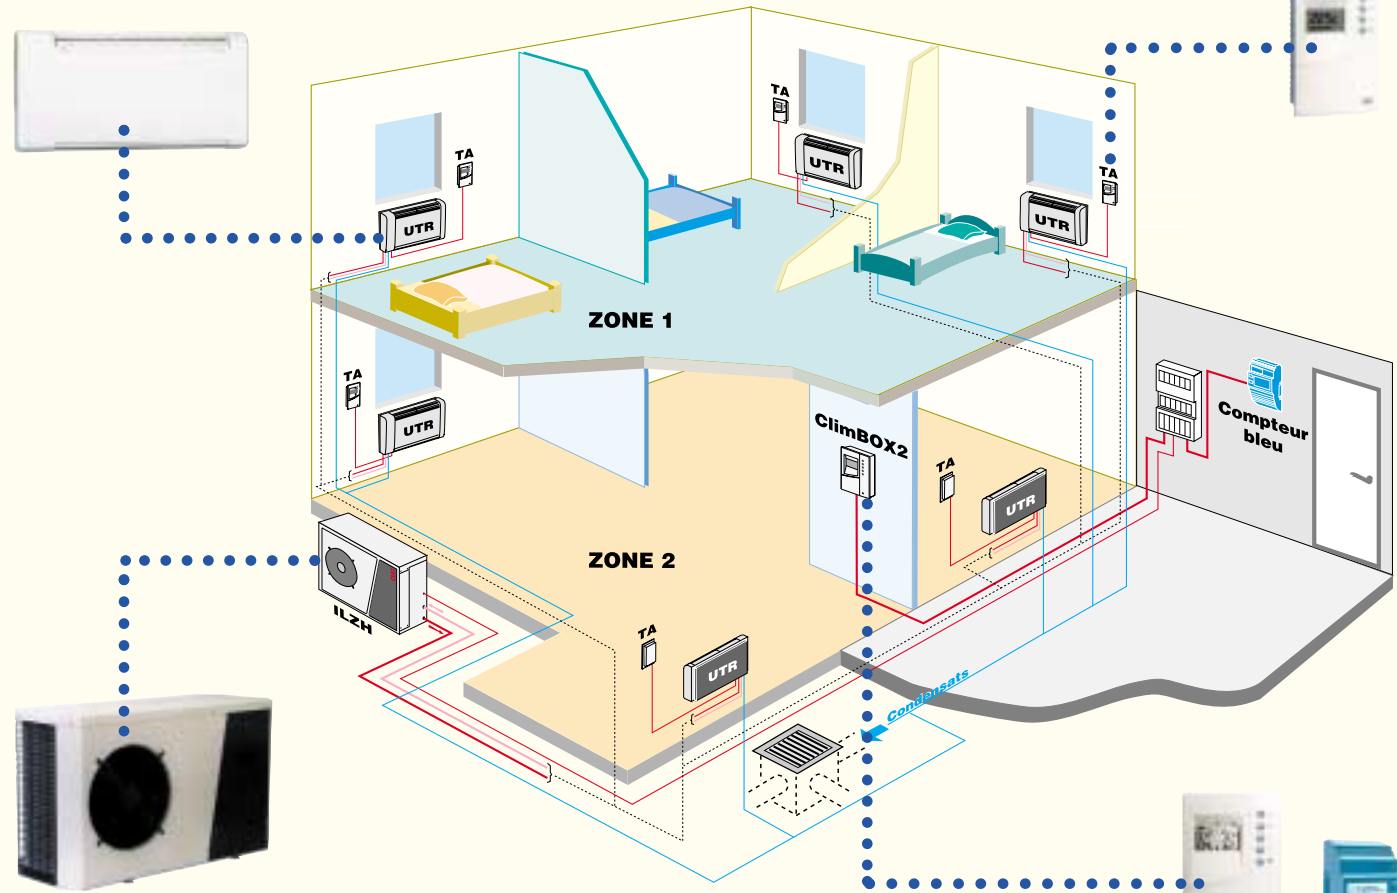 TA
TA
UTR
TA
UTR
UTR
ZONE 1
TA
UTR
Compteur
bleu
ClimBOX2
TA
UTR
ZONE 2
ILZH
TA
UTR
Condensats